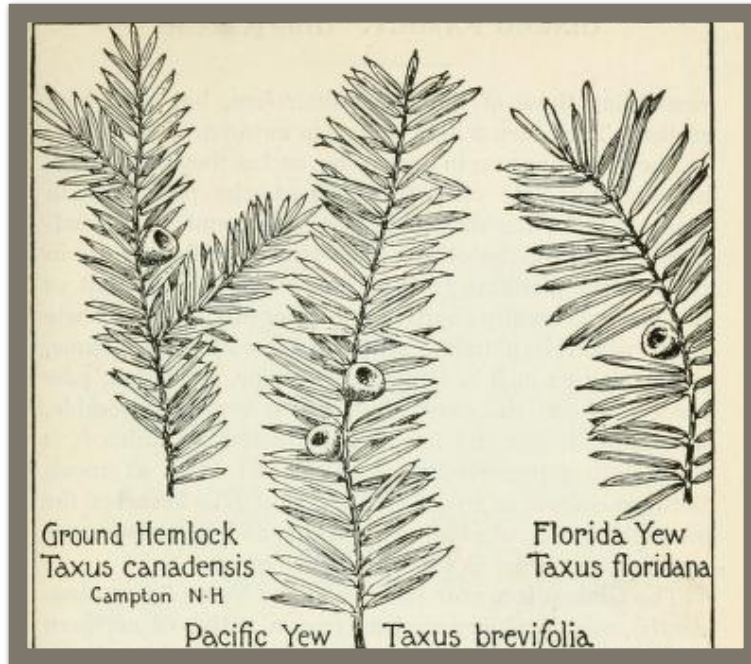 Ground Hemlock
Taxus canadensis
Campton N·H
Florida Yew
Taxus floridana
Pacific Yew Taxus brevifolia